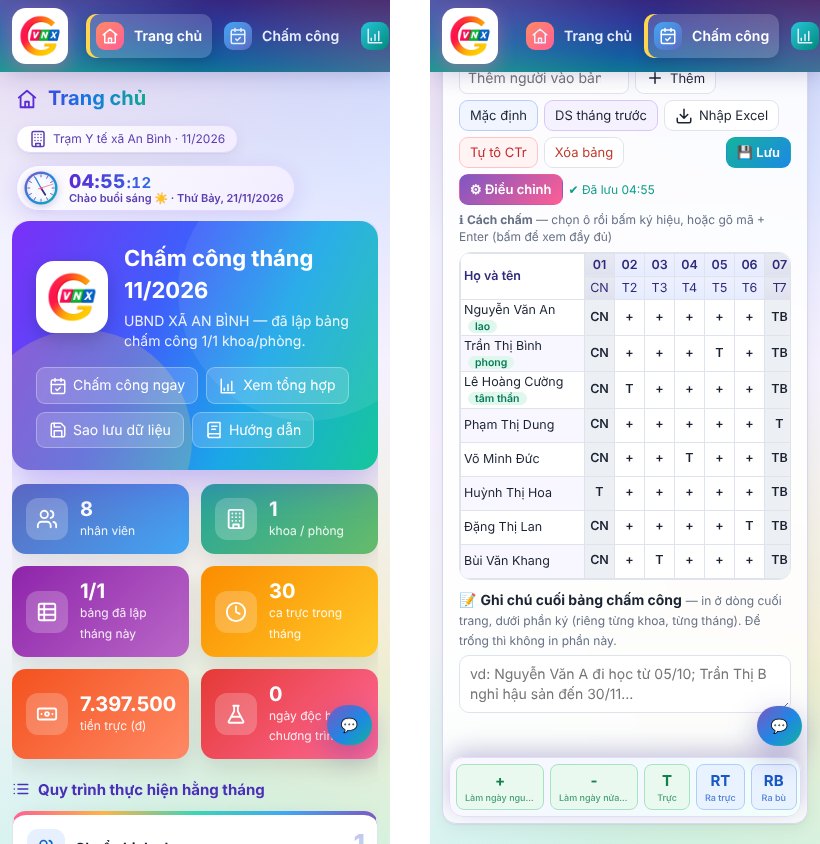 VNX
Trang chủ
Chấm công
Trang chủ
Trạm Y tế xã An Bình · 11/2026
04:55:12
Chào buổi sáng ☀️ · Thứ Bảy, 21/11/2026
VNX
Chấm công tháng
11/2026
UBND XÃ AN BÌNH — đã lập bảng
chấm công 1/1 khoa/phòng.
Chấm công ngay
Xem tổng hợp
Sao lưu dữ liệu
Hướng dẫn
8
nhân viên
1
khoa / phòng
1/1
bảng đã lập
tháng này
30
ca trực trong
tháng
7.397.500
tiền trực (đ)
0
ngày độc h
chương trìn
Quy trình thực hiện hằng tháng
1
VNX
Trang chủ
Chấm công
Thêm người vào bản
+ Thêm
Mặc định
DS tháng trước
Nhập Excel
Tự tô CTr
Xóa bảng
💾 Lưu
⚙ Điều chỉnh
✔ Đã lưu 04:55
ℹ Cách chấm — chọn ô rồi bấm ký hiệu, hoặc gõ mã +
Enter (bấm để xem đầy đủ)
Họ và tên 01 02 03 04 05 06 07
CN T2 T3 T4 T5 T6 T7
Nguyễn Văn An CN + + + + + TB
lao
Trần Thị Bình CN + + + T + TB
phong
Lê Hoàng Cường CN T + + + + TB
tâm thần
Phạm Thị Dung CN + + + + + T
Võ Minh Đức CN + + T + + TB
Huỳnh Thị Hoa T + + + + + TB
Đặng Thị Lan CN + + + + T TB
Bùi Văn Khang CN + T + + + TB
📝 Ghi chú cuối bảng chấm công — in ở dòng cuối
trang, dưới phần ký (riêng từng khoa, từng tháng). Để
trống thì không in phần này.
vd: Nguyễn Văn A đi học từ 05/10; Trần Thị B
nghỉ hậu sản đến 30/11...
+
Làm ngày ngu...
-
Làm ngày nửa...
T
Trực
RT
Ra trực
RB
Ra bù